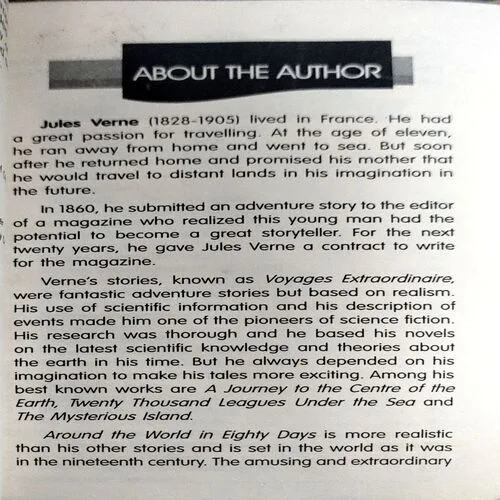 ABOUT THE AUTHOR
Jules Verne (1828-1905) lived in France. He had
a great passion for travelling. At the age of eleven,
he ran away from home and went to sea. But soon
after he returned home and promised his mother that
he would travel to distant lands in his imagination in
the future.
In 1860, he submitted an adventure story to the editor
of a magazine who realized this young man had the
potential to become a great storyteller. For the next
twenty years, he gave Jules Verne a contract to write
for the magazine.
Verne's stories, known as Voyages Extraordinaire,
were fantastic adventure stories but based on realism.
His use of scientific information and his description of
events made him one of the pioneers of science fiction.
His research was thorough and he based his novels
on the latest scientific knowledge and theories about
the earth in his time. But he always depended on his
imagination to make his tales more exciting. Among his
best known works are A Journey to the Centre of the
Earth, Twenty Thousand Leagues Under the Sea and
The Mysterious Island.
Around the World in Eighty Days is more realistic
than his other stories and is set in the world as it was
in the nineteenth century. The amusing and extraordinary